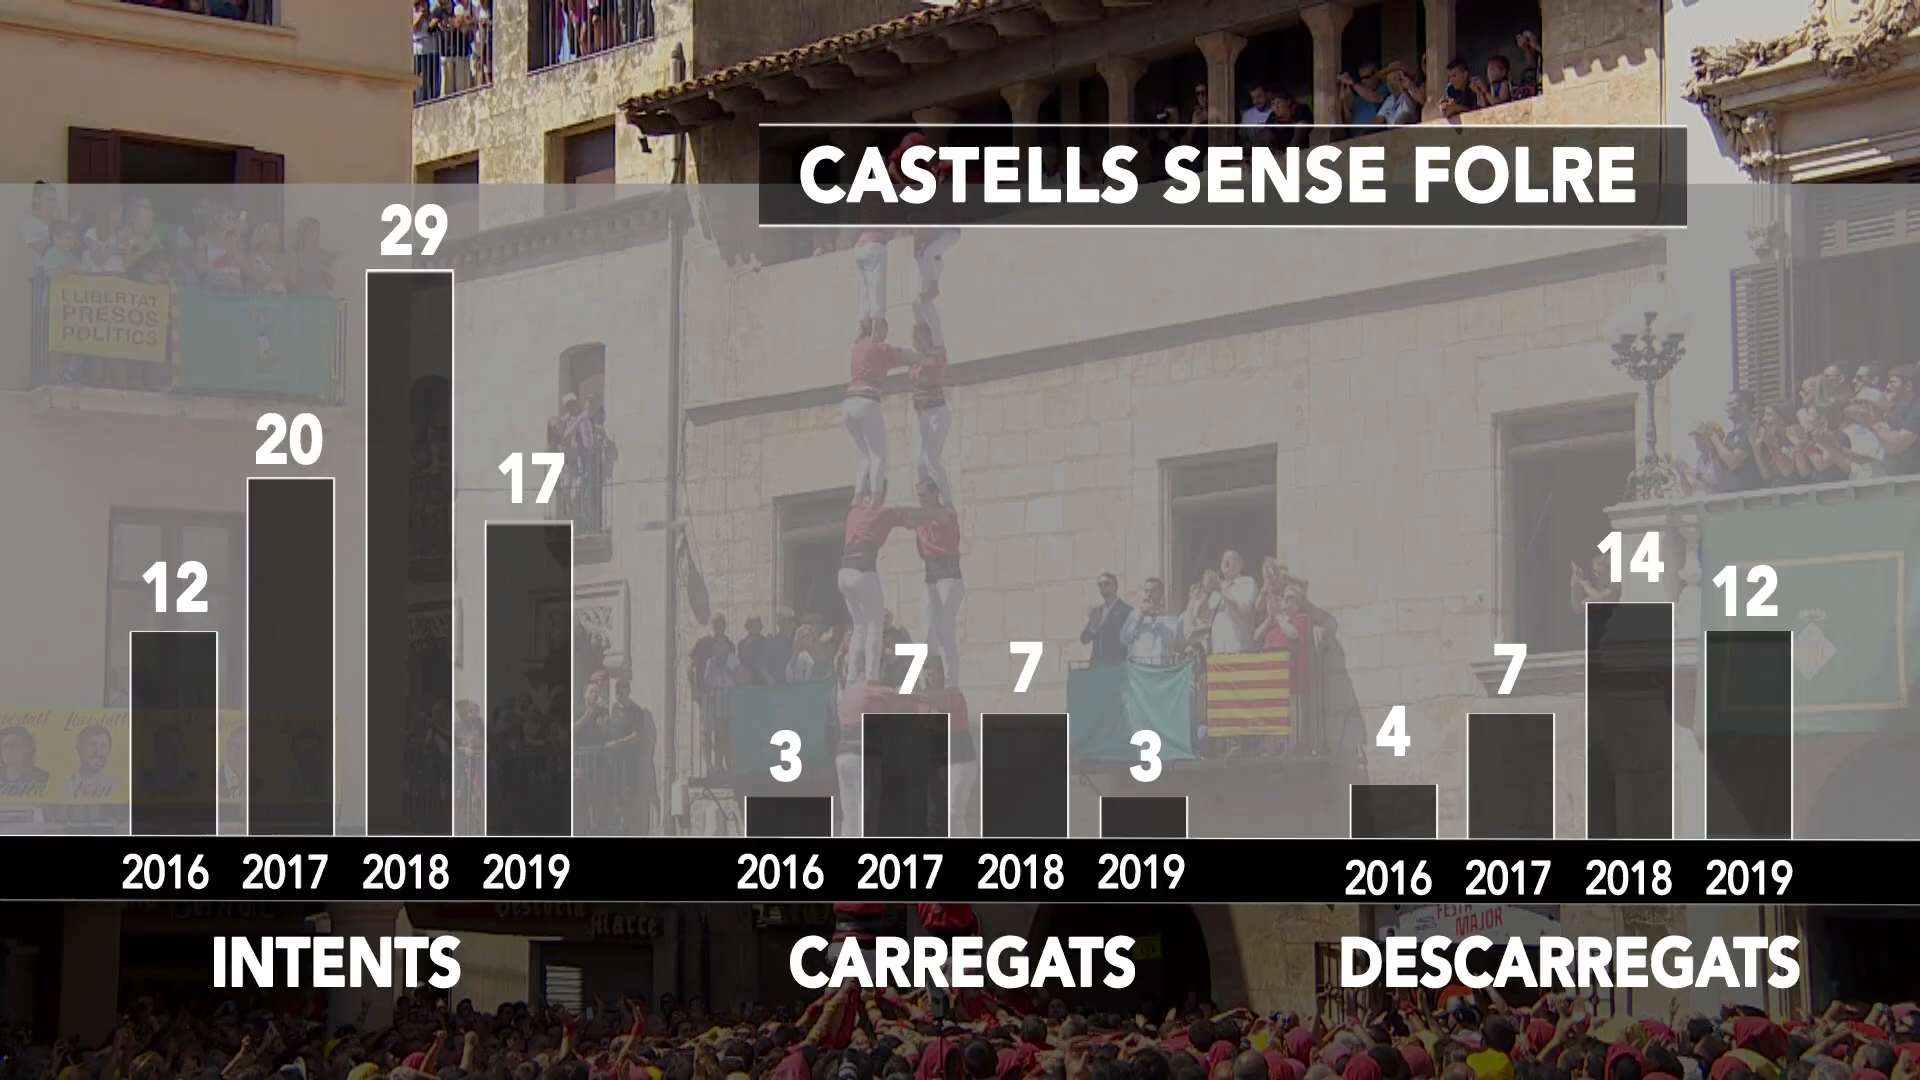 CASTELLS SENSE FOLRE
LLIBERTAT
PRESOS
POLÍTICS
29
20
17
12
7
7
3
3
14
12
7
4
2016 2017 2018 2019
2016 2017 2018 2019
2016 2017 2018 2019
FESTA
MAJOR
INTENTS
CARREGATS
DESCARREGATS